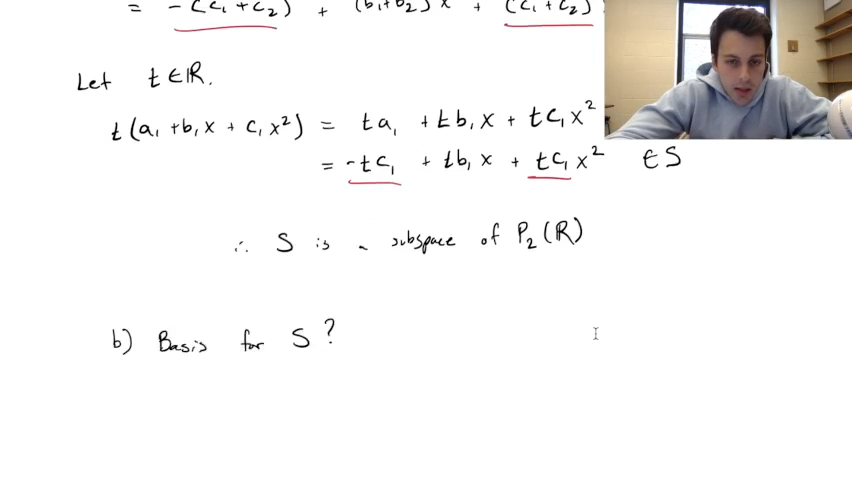 = -(c₁+c₂) + (b₁+b₂)x + (c₁+c₂)
Let t∈ℝ.
t(a₁ + b₁x + c₁x²) = ta₁ + tb₁x + tc₁x²
= -tc₁ + tb₁x + tc₁x² ∈ S
∴ S is a subspace of P₂(ℝ)
b) Basis for S?